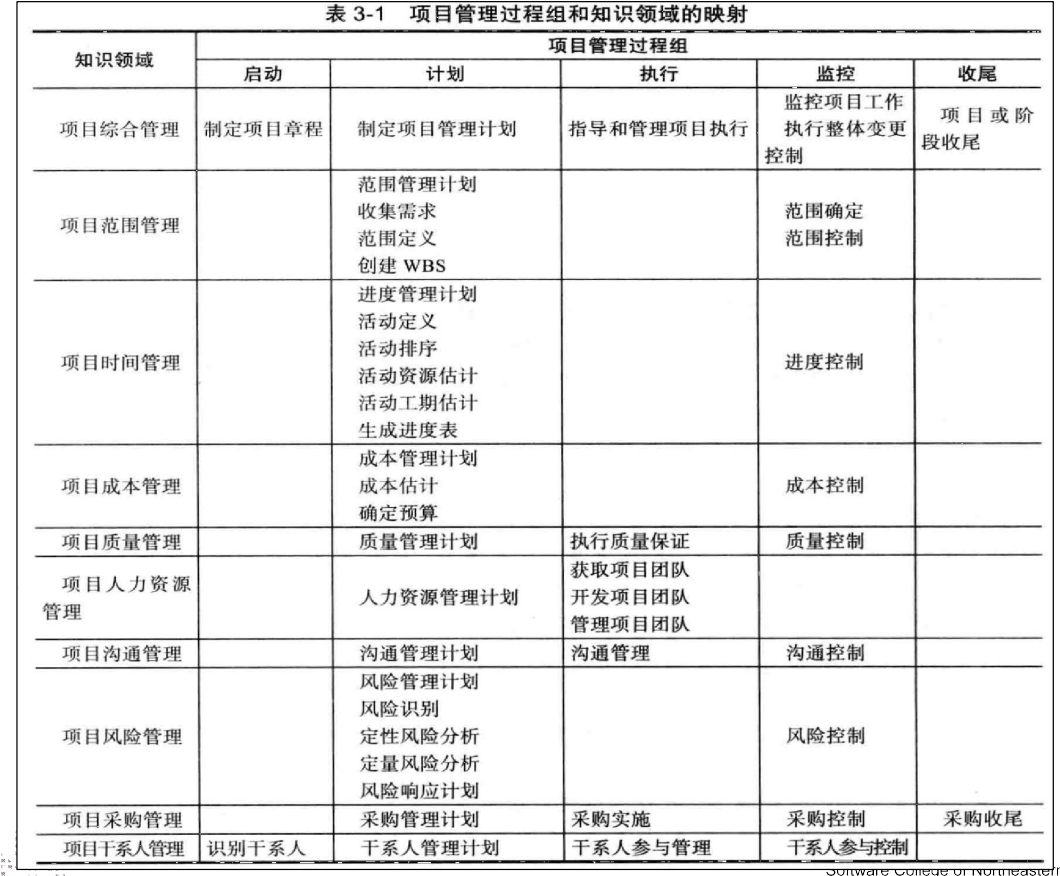 表 3-1 项目管理过程组和知识领域的映射
知识领域
项目管理过程组
启动 计划 执行 监控 收尾
项目综合管理
制定项目章程
制定项目管理计划
指导和管理项目执行
监控项目工作
执行整体变更
控制
项目或阶
段收尾
项目范围管理
范围管理计划
收集需求
范围定义
创建 WBS
范围确定
范围控制
项目时间管理
进度管理计划
活动定义
活动排序
活动资源估计
活动工期估计
生成进度表
进度控制
项目成本管理
成本管理计划
成本估计
确定预算
成本控制
项目质量管理
质量管理计划
执行质量保证
质量控制
项目人力资源
管理
人力资源管理计划
获取项目团队
开发项目团队
管理项目团队
项目沟通管理
沟通管理计划
沟通管理
沟通控制
项目风险管理
风险管理计划
风险识别
定性风险分析
定量风险分析
风险响应计划
风险控制
项目采购管理
采购管理计划
采购实施
采购控制
采购收尾
项目干系人管理
识别干系人
干系人管理计划
干系人参与管理
干系人参与控制
Software College of Northeastern